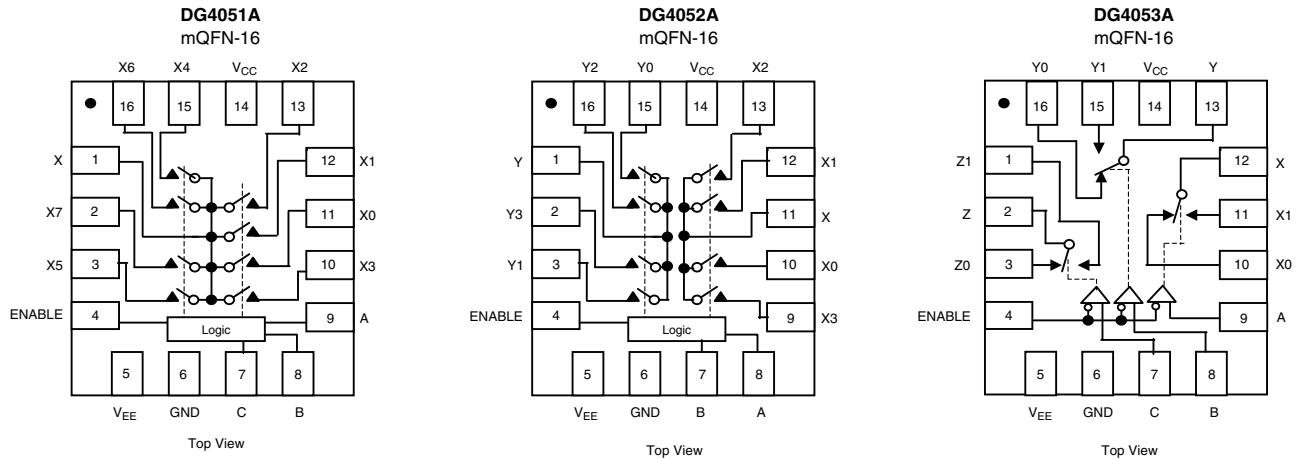 DG4051A
mQFN-16
X6 X4 VCC X2
16 15 14 13
X 1 12 X1
X7 2 11 X0
X5 3 10 X3
ENABLE 4 Logic 9 A
5 6 7 8
VEE GND C B
Top View
DG4052A
mQFN-16
Y2 Y0 VCC X2
16 15 14 13
Y 1 12 X1
Y3 2 11 X
Y1 3 10 X0
ENABLE 4 Logic 9 X3
5 6 7 8
VEE GND B A
Top View
DG4053A
mQFN-16
Y0 Y1 VCC Y
16 15 14 13
Z1 1 12 X
Z 2 11 X1
Z0 3 10 X0
ENABLE 4 9 A
5 6 7 8
VEE GND C B
Top View